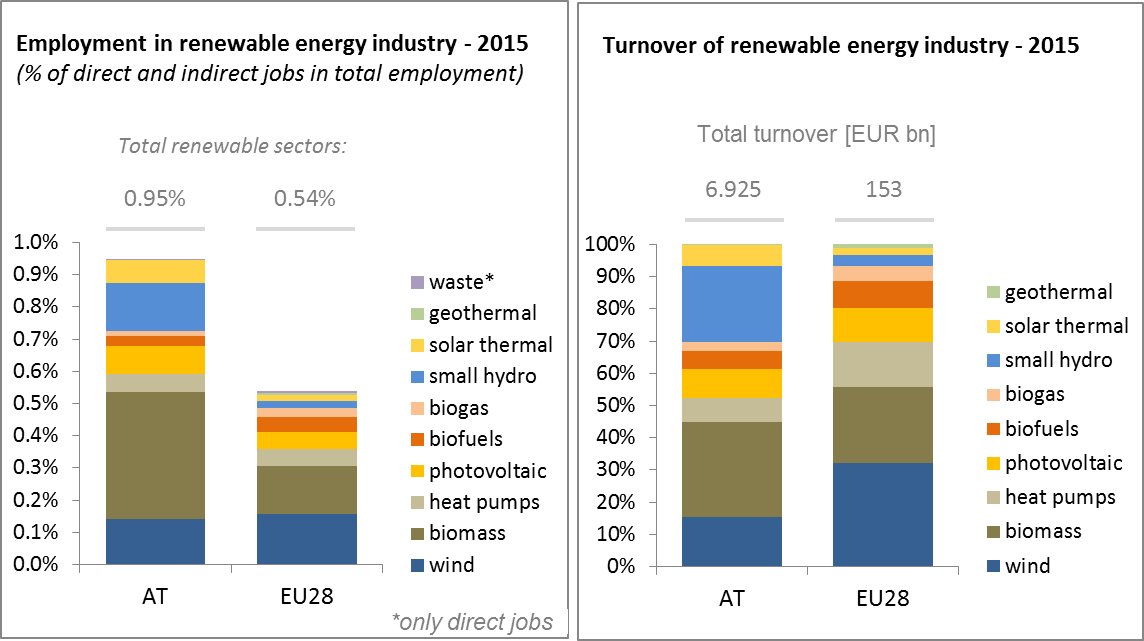 Employment in renewable energy industry - 2015
(% of direct and indirect jobs in total employment)
Total renewable sectors:
0.95%
0.54%
1.0%
0.9%
0.8%
0.7%
0.6%
0.5%
0.4%
0.3%
0.2%
0.1%
0.0%
AT
EU28
waste*
geothermal
solar thermal
small hydro
biogas
biofuels
photovoltaic
heat pumps
biomass
wind
*only direct jobs
Turnover of renewable energy industry - 2015
Total turnover [EUR bn]
6.925
153
100%
90%
80%
70%
60%
50%
40%
30%
20%
10%
0%
AT
EU28
geothermal
solar thermal
small hydro
biogas
biofuels
photovoltaic
heat pumps
biomass
wind